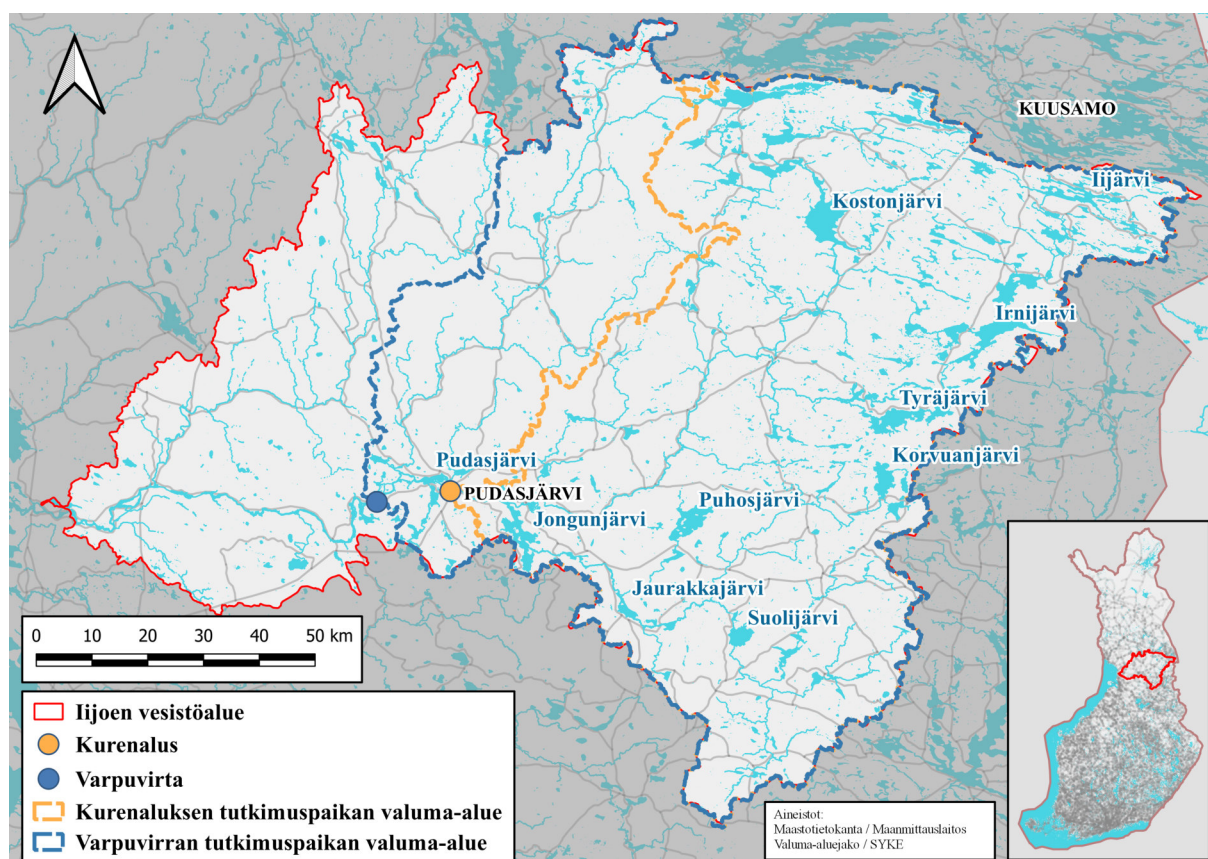 KUUSAMO
Iijärvi
Kostonjärvi
Irnijärvi
Tyräjärvi
Korvuanjärvi
Pudasjärvi
PUDASJÄRVI
Puhosjärvi
Jongunjärvi
Jaurakkajärvi
Suolijärvi
0 10 20 30 40 50 km
Iijoen vesistöalue
Kurenalus
Varpuvirta
Kurenaluksen tutkimuspaikan valuma-alue
Varpuvirran tutkimuspaikan valuma-alue
Aineistot:
Maastotietokanta / Maanmittauslaitos
Valuma-aluejako / SYKE